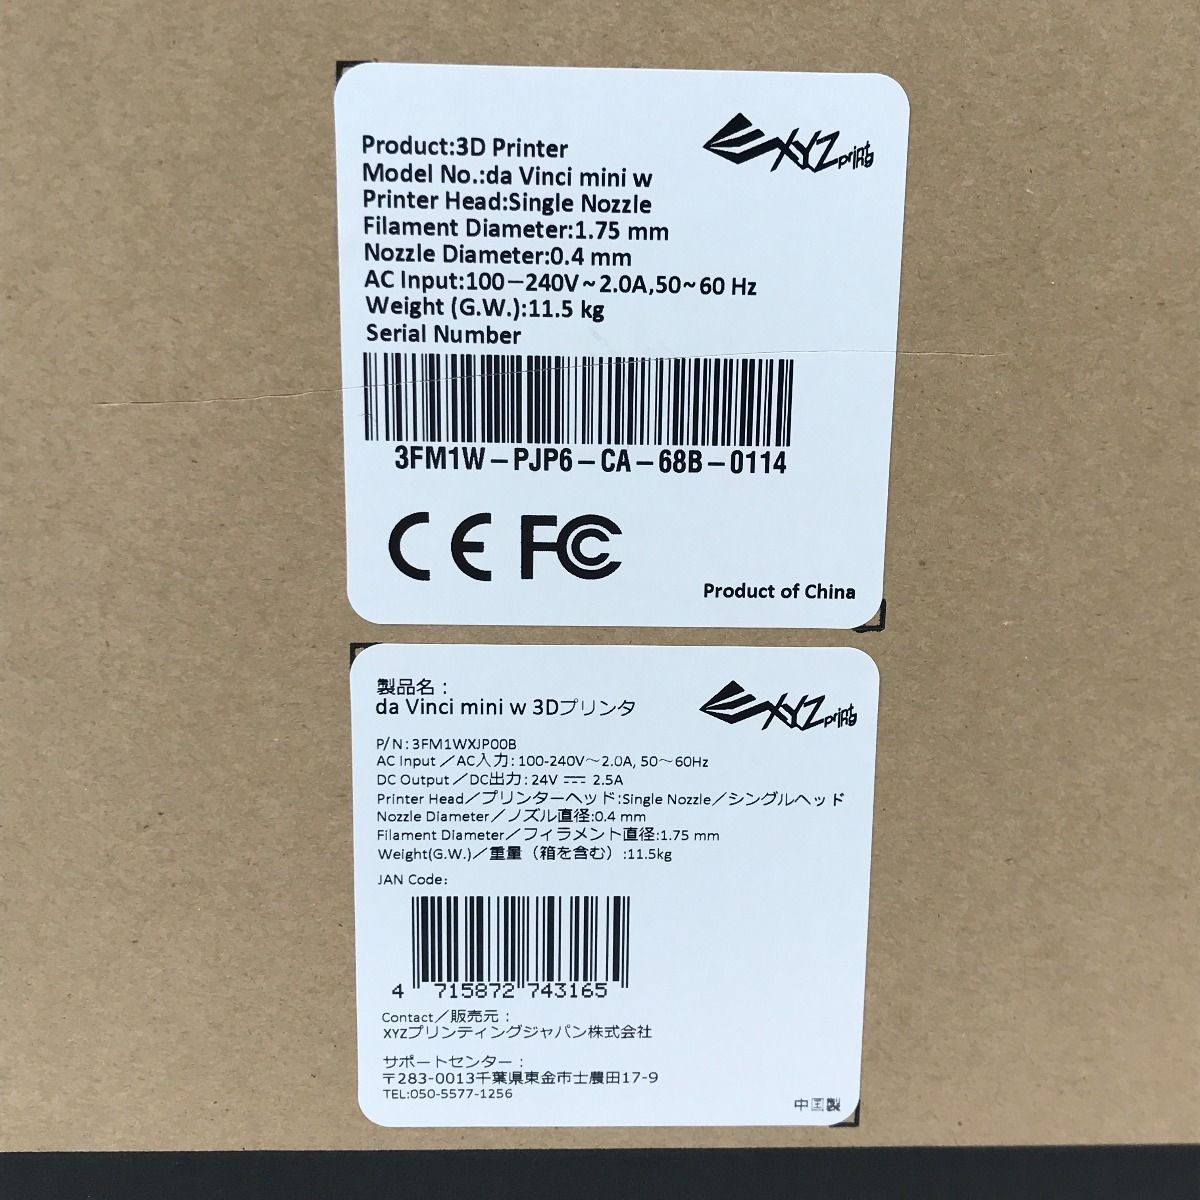 XYZprinting
Product:3D Printer
Model No.:da Vinci mini w
Printer Head:Single Nozzle
Filament Diameter:1.75 mm
Nozzle Diameter:0.4 mm
AC Input:100-240V~2.0A,50~60 Hz
Weight (G.W.):11.5 kg
Serial Number
3FM1W-PJP6-CA-68B-0114
CE FC
Product of China
製品名：
XYZprinting
da Vinci mini w 3Dプリンタ
P/N:3FM1WXJP00B
AC Input／AC入力:100-240V～2.0A, 50～60Hz
DC Output／DC出力:24V ⎓ 2.5A
Printer Head／プリンターヘッド:Single Nozzle／シングルヘッド
Nozzle Diameter／ノズル直径:0.4 mm
Filament Diameter／フィラメント直径:1.75 mm
Weight(G.W.)／重量（箱を含む）:11.5kg
JAN Code:
4 715872 743165
Contact／販売元：
XYZプリンティングジャパン株式会社
サポートセンター：
〒283-0013千葉県東金市士農田17-9
TEL:050-5577-1256
中国製